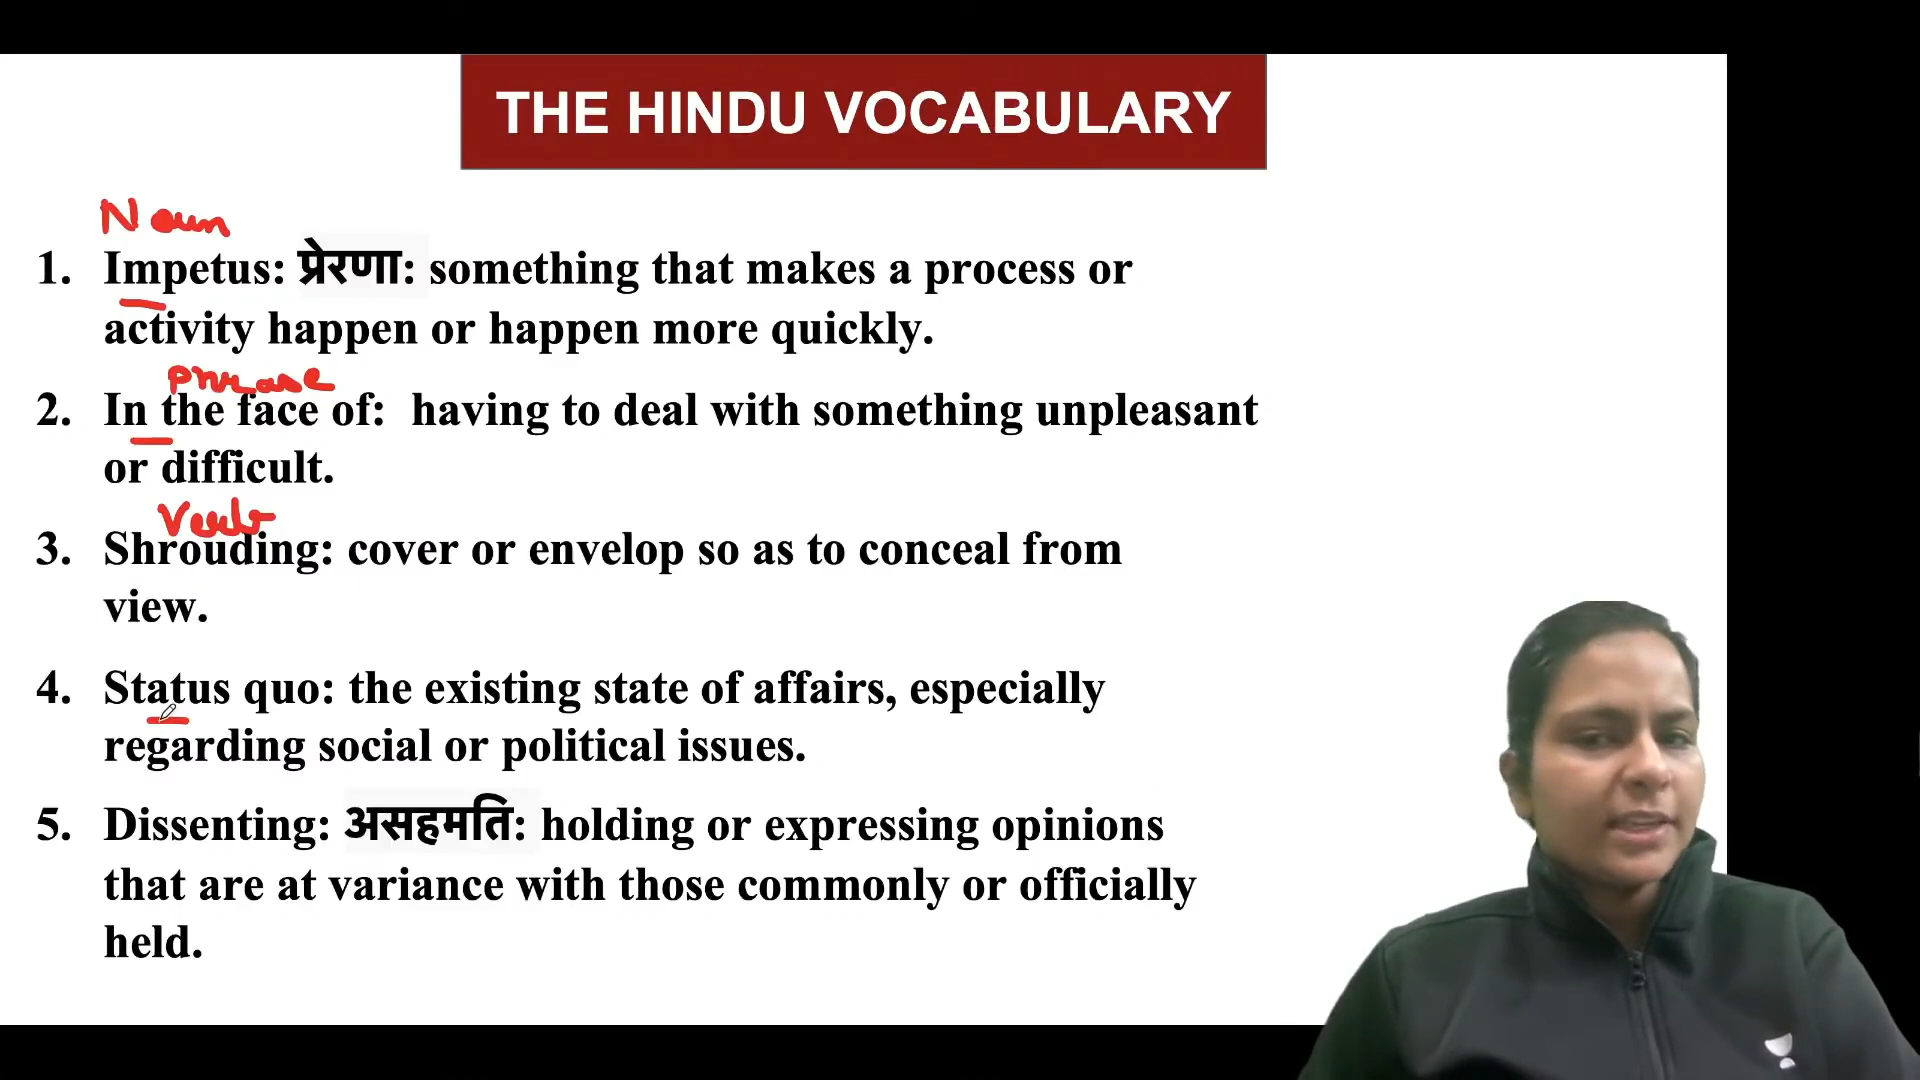 THE HINDU VOCABULARY
Noun
1. Impetus: प्रेरणा: something that makes a process or
activity happen or happen more quickly.
Phrase
2. In the face of: having to deal with something unpleasant
or difficult.
Verb
3. Shrouding: cover or envelop so as to conceal from
view.
4. Status quo: the existing state of affairs, especially
regarding social or political issues.
5. Dissenting: असहमति: holding or expressing opinions
that are at variance with those commonly or officially
held.